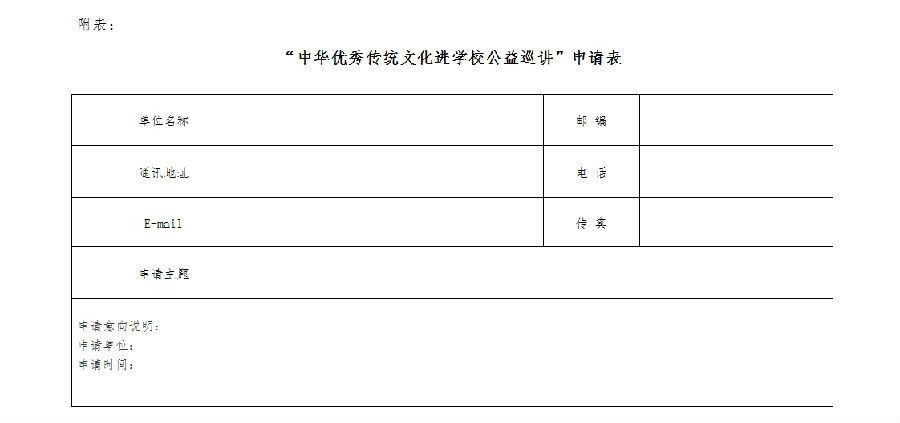 附表：
“中华优秀传统文化进学校公益巡讲”申请表
单位名称 邮 编
通讯地址 电 话
E-mail 传 真
申请主题
申请意向说明：
申请单位：
申请时间：